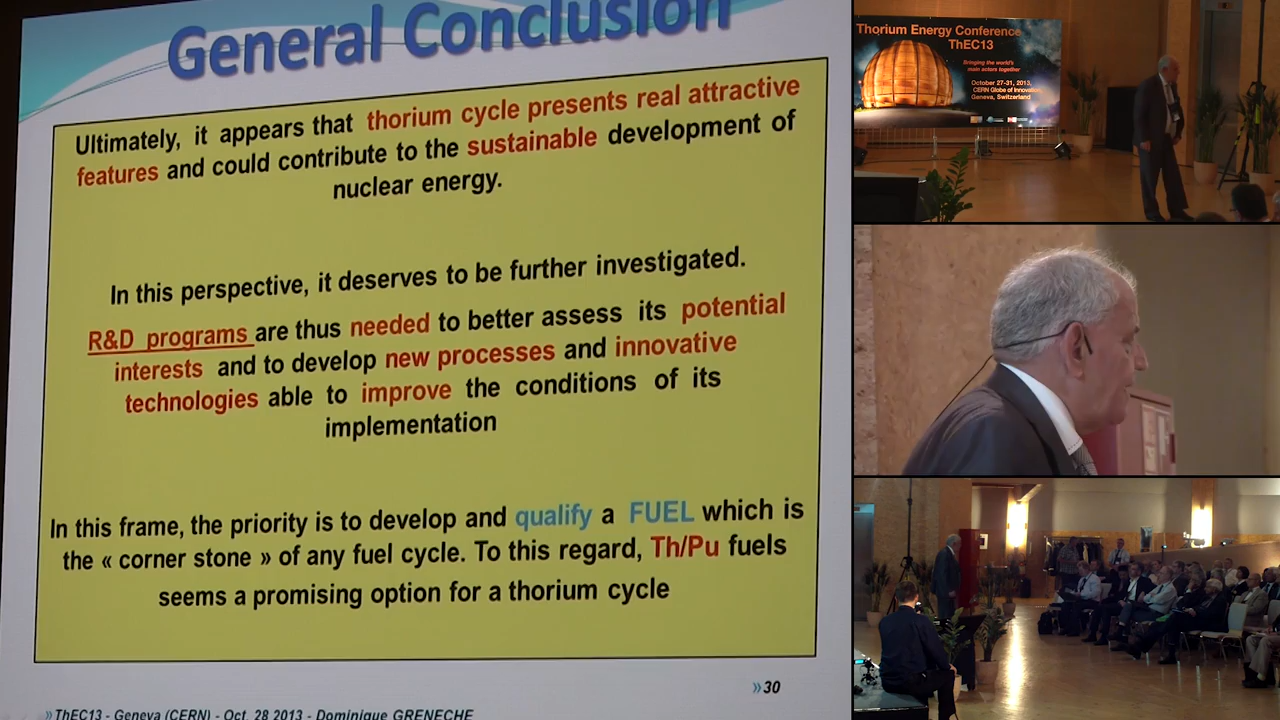 General Conclusion
Ultimately, it appears that thorium cycle presents real attractive
features and could contribute to the sustainable development of
nuclear energy.
In this perspective, it deserves to be further investigated.
R&D programs are thus needed to better assess its potential
interests and to develop new processes and innovative
technologies able to improve the conditions of its
implementation
In this frame, the priority is to develop and qualify a FUEL which is
the « corner stone » of any fuel cycle. To this regard, Th/Pu fuels
seems a promising option for a thorium cycle
»30
»ThEC13 - Geneva (CERN) - Oct. 28 2013 - Dominique GRENECHE
Thorium Energy Conference
ThEC13
Bringing the world's
main actors together
October 27-31, 2013,
CERN Globe of Innovation,
Geneva, Switzerland